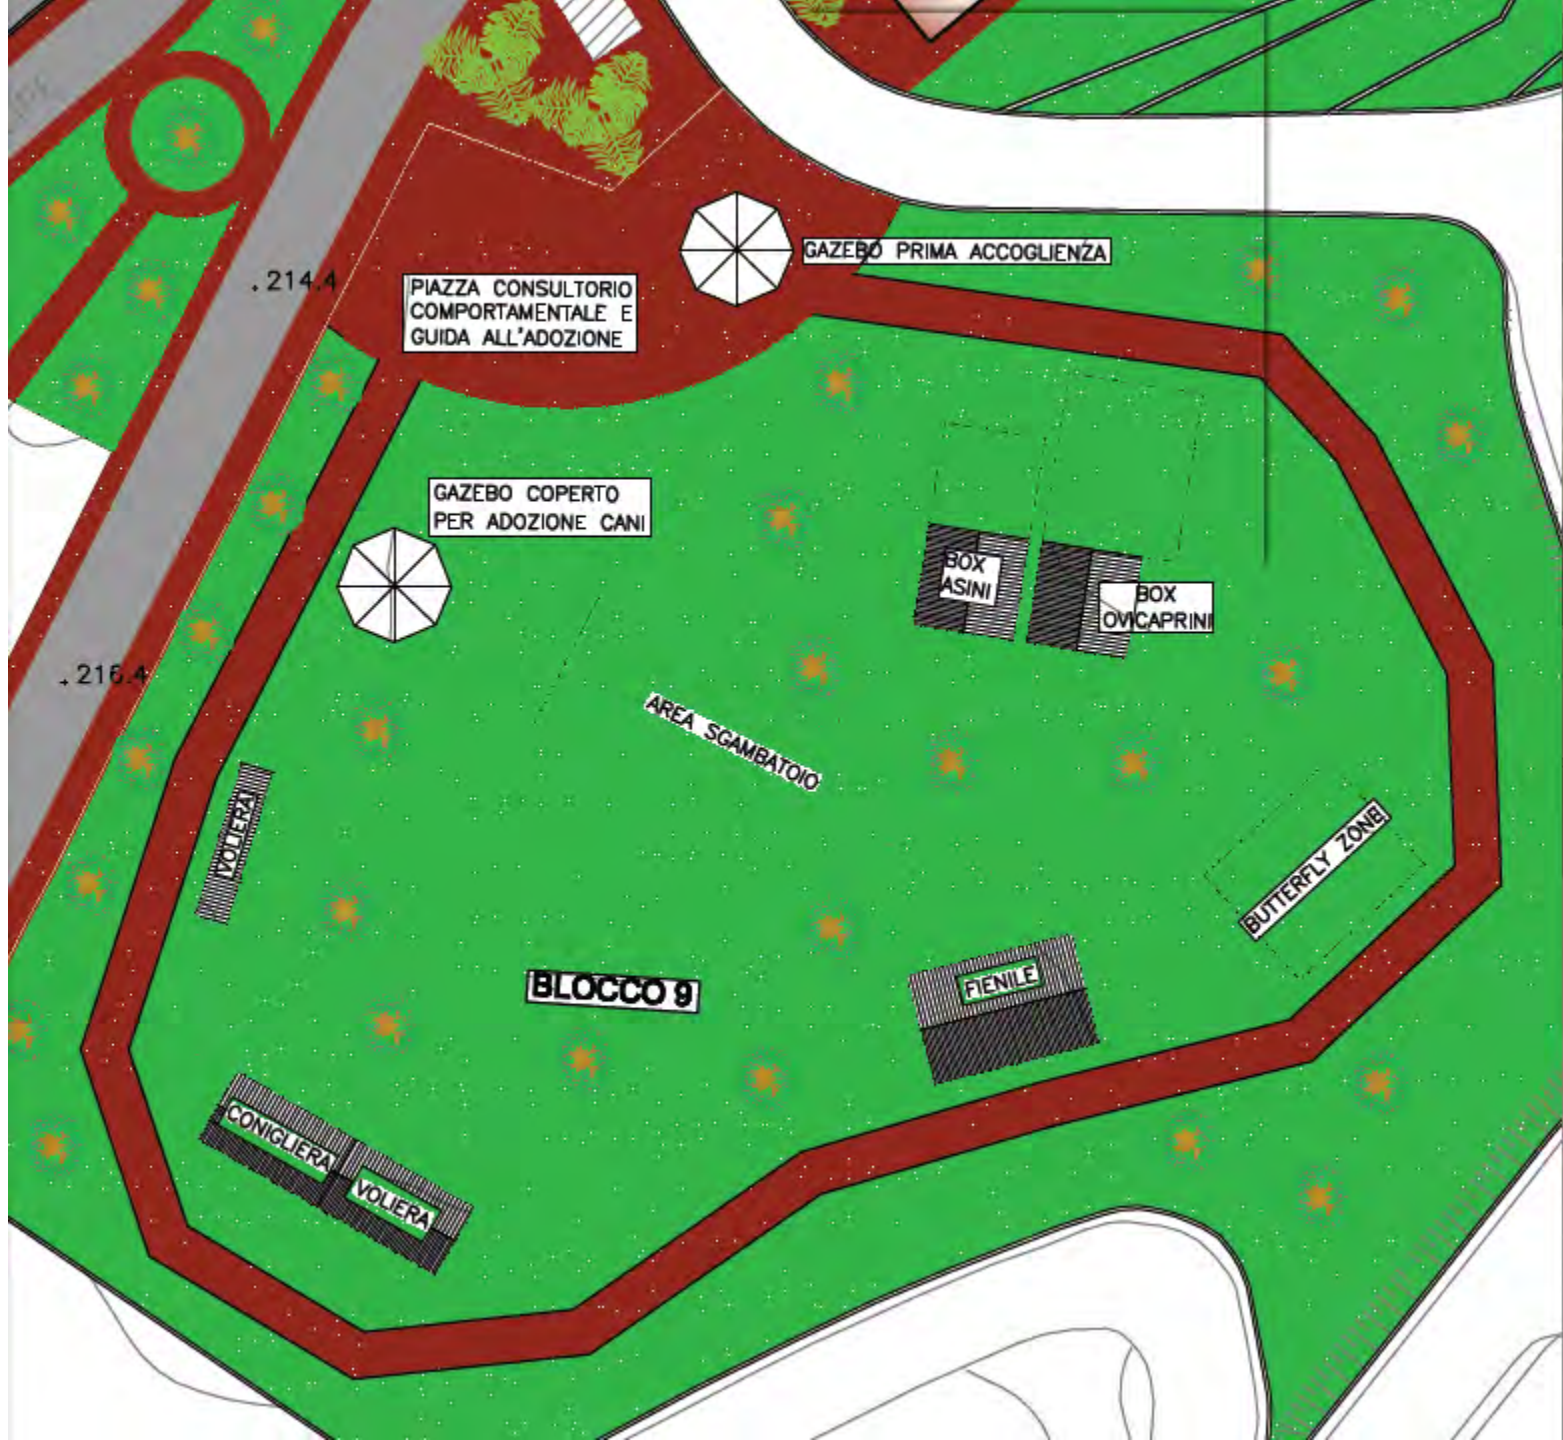 GAZEBO PRIMA ACCOGLIENZA
.214.4
PIAZZA CONSULTORIO
COMPORTAMENTALE E
GUIDA ALL'ADOZIONE
GAZEBO COPERTO
PER ADOZIONE CANI
BOX
ASINI
BOX
OVICAPRINI
.216.4
AREA SGAMBATOIO
VOLIERA
BUTTERFLY ZONE
BLOCCO 9
FIENILE
CONIGLIERA
VOLIERA